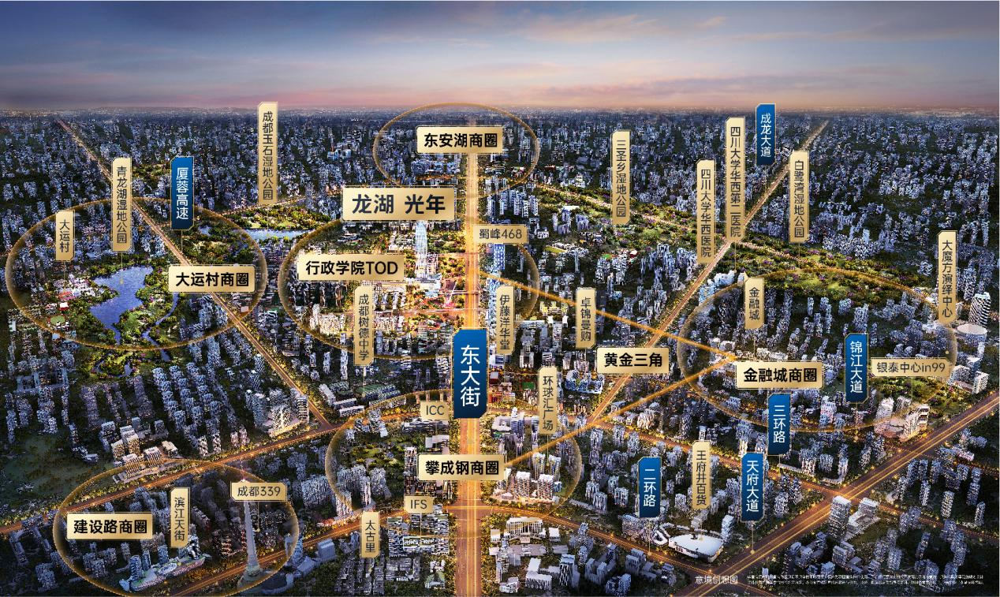 成都玉石湿地公园
东安湖商圈
三圣乡湿地公园
四川大学华西第二医院
成龙大道
青龙湖湿地公园
厦蓉高速
四川大学华西医院
白鹭湾湿地公园
龙湖 光年
大运村
蜀峰468
大魔方演绎中心
行政学院TOD
大运村商圈
成都树德中学
伊藤洋华堂
卓锦曼购
金融城
东大街
黄金三角
金融城商圈
锦江大道
银泰中心in99
环球汇广场
ICC
三环路
攀成钢商圈
二环路
王府井百货
天府大道
成都339
滨江天街
建设路商圈
IFS
太古里
意境创想图